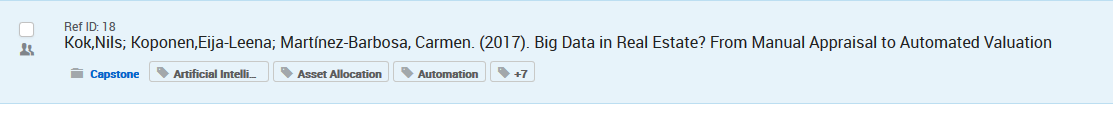 Ref ID: 18
Kok,Nils; Koponen,Eija-Leena; Martínez-Barbosa, Carmen. (2017). Big Data in Real Estate? From Manual Appraisal to Automated Valuation
Capstone Artificial Intelli... Asset Allocation Automation +7